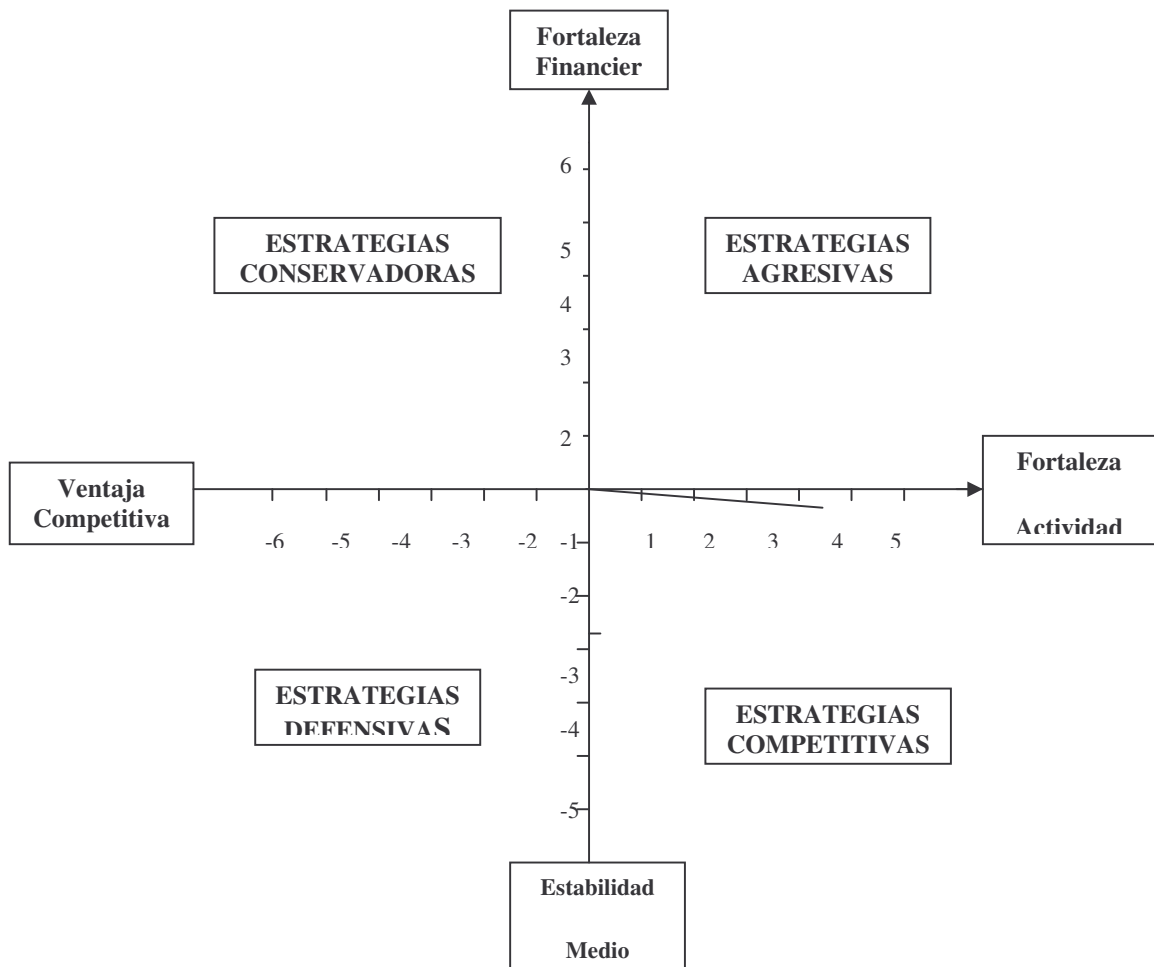 Fortaleza
Financier
6
ESTRATEGIAS
CONSERVADORAS
ESTRATEGIAS
AGRESIVAS
5
4
3
2
Ventaja
Competitiva
Fortaleza
Actividad
-6 -5 -4 -3 -2 -1 1 2 3 4 5
-2
-3
-4
-5
ESTRATEGIAS
DEFENSIVAS
ESTRATEGIAS
COMPETITIVAS
Estabilidad
Medio